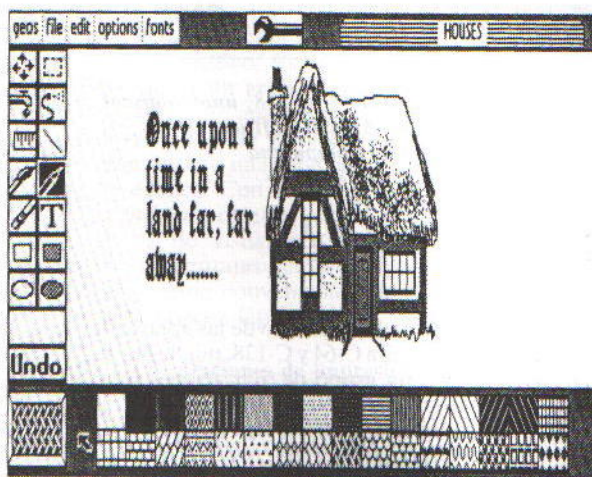 geos file edit options fonts
HOUSES
Once upon a
time in a
land far, far
away......
T
Undo